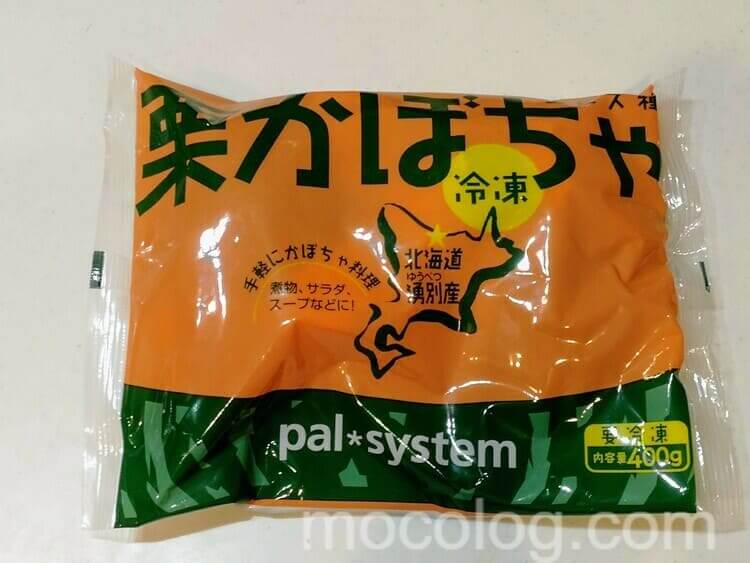 栗かぼちゃ
冷凍
手軽にかぼちゃ料理
煮物、サラダ、
スープなどに!
北海道
ゆうべつ
湧別産
pal*system
要冷凍
内容量400g
mocolog.com